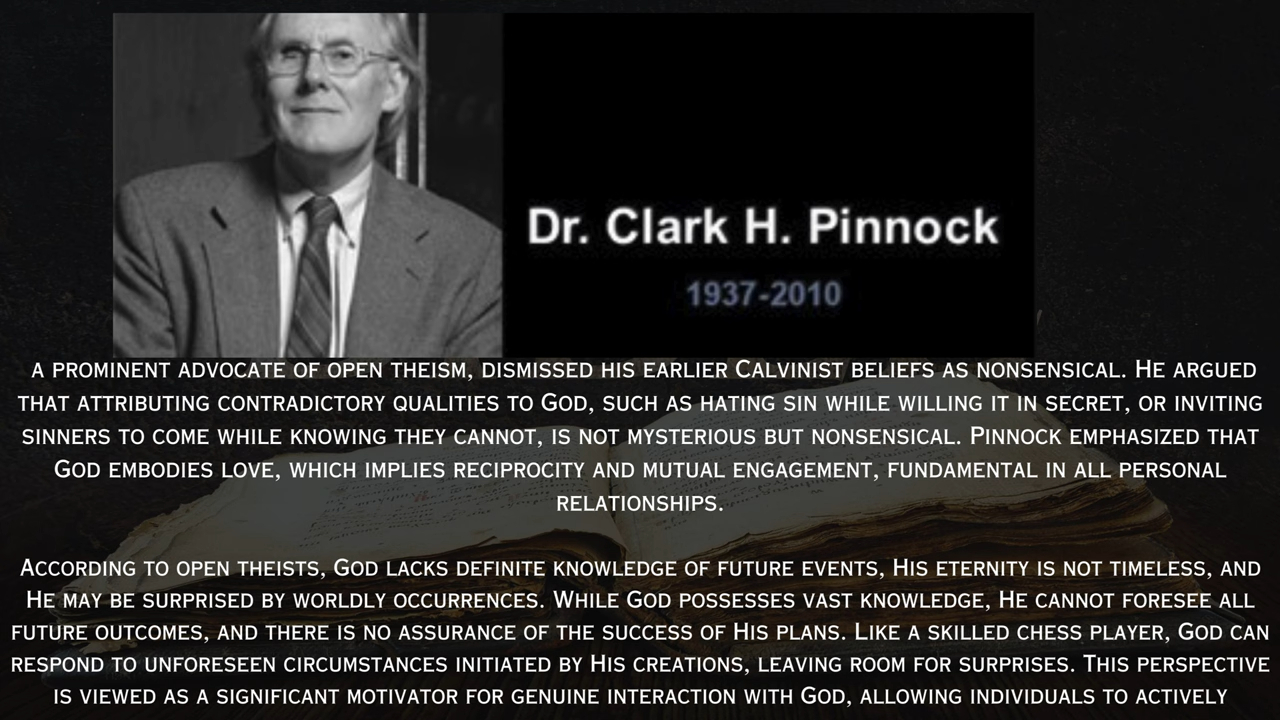 Dr. Clark H. Pinnock
1937-2010
A PROMINENT ADVOCATE OF OPEN THEISM, DISMISSED HIS EARLIER CALVINIST BELIEFS AS NONSENSICAL. HE ARGUED
THAT ATTRIBUTING CONTRADICTORY QUALITIES TO GOD, SUCH AS HATING SIN WHILE WILLING IT IN SECRET, OR INVITING
SINNERS TO COME WHILE KNOWING THEY CANNOT, IS NOT MYSTERIOUS BUT NONSENSICAL. PINNOCK EMPHASIZED THAT
GOD EMBODIES LOVE, WHICH IMPLIES RECIPROCITY AND MUTUAL ENGAGEMENT, FUNDAMENTAL IN ALL PERSONAL
RELATIONSHIPS.
ACCORDING TO OPEN THEISTS, GOD LACKS DEFINITE KNOWLEDGE OF FUTURE EVENTS, HIS ETERNITY IS NOT TIMELESS, AND
HE MAY BE SURPRISED BY WORLDLY OCCURRENCES. WHILE GOD POSSESSES VAST KNOWLEDGE, HE CANNOT FORESEE ALL
FUTURE OUTCOMES, AND THERE IS NO ASSURANCE OF THE SUCCESS OF HIS PLANS. LIKE A SKILLED CHESS PLAYER, GOD CAN
RESPOND TO UNFORESEEN CIRCUMSTANCES INITIATED BY HIS CREATIONS, LEAVING ROOM FOR SURPRISES. THIS PERSPECTIVE
IS VIEWED AS A SIGNIFICANT MOTIVATOR FOR GENUINE INTERACTION WITH GOD, ALLOWING INDIVIDUALS TO ACTIVELY